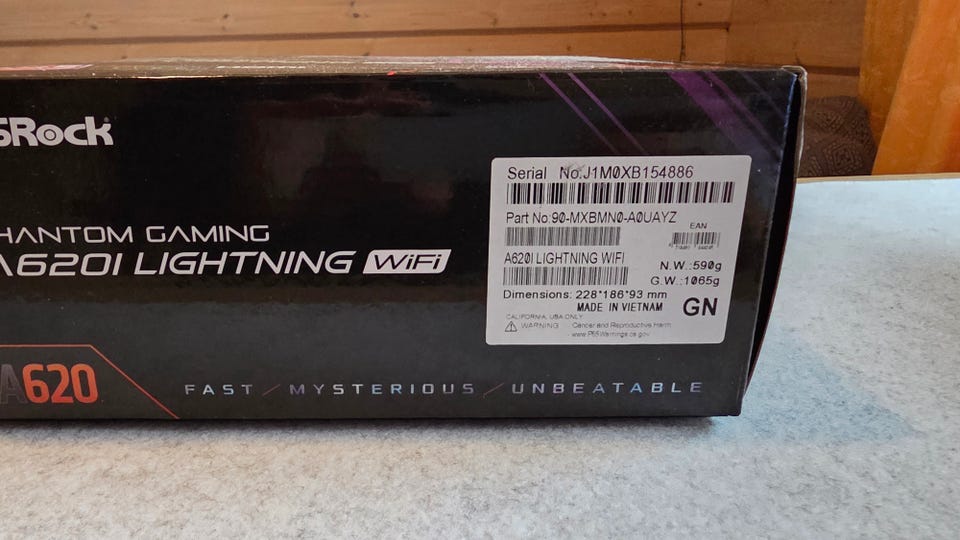 SRock
HANTOM GAMING
A620I LIGHTNING WiFi
A620
FAST / MYSTERIOUS / UNBEATABLE
Serial No.J1M0XB154886
Part No.90-MXBMN0-A0UAYZ
EAN
A620I LIGHTNING WIFI
N.W.:590g
G.W.:1065g
Dimensions: 228*186*93 mm
MADE IN VIETNAM
GN
CALIFORNIA, USA ONLY
WARNING Cancer and Reproductive Harm
- www.P65Warnings.ca.gov